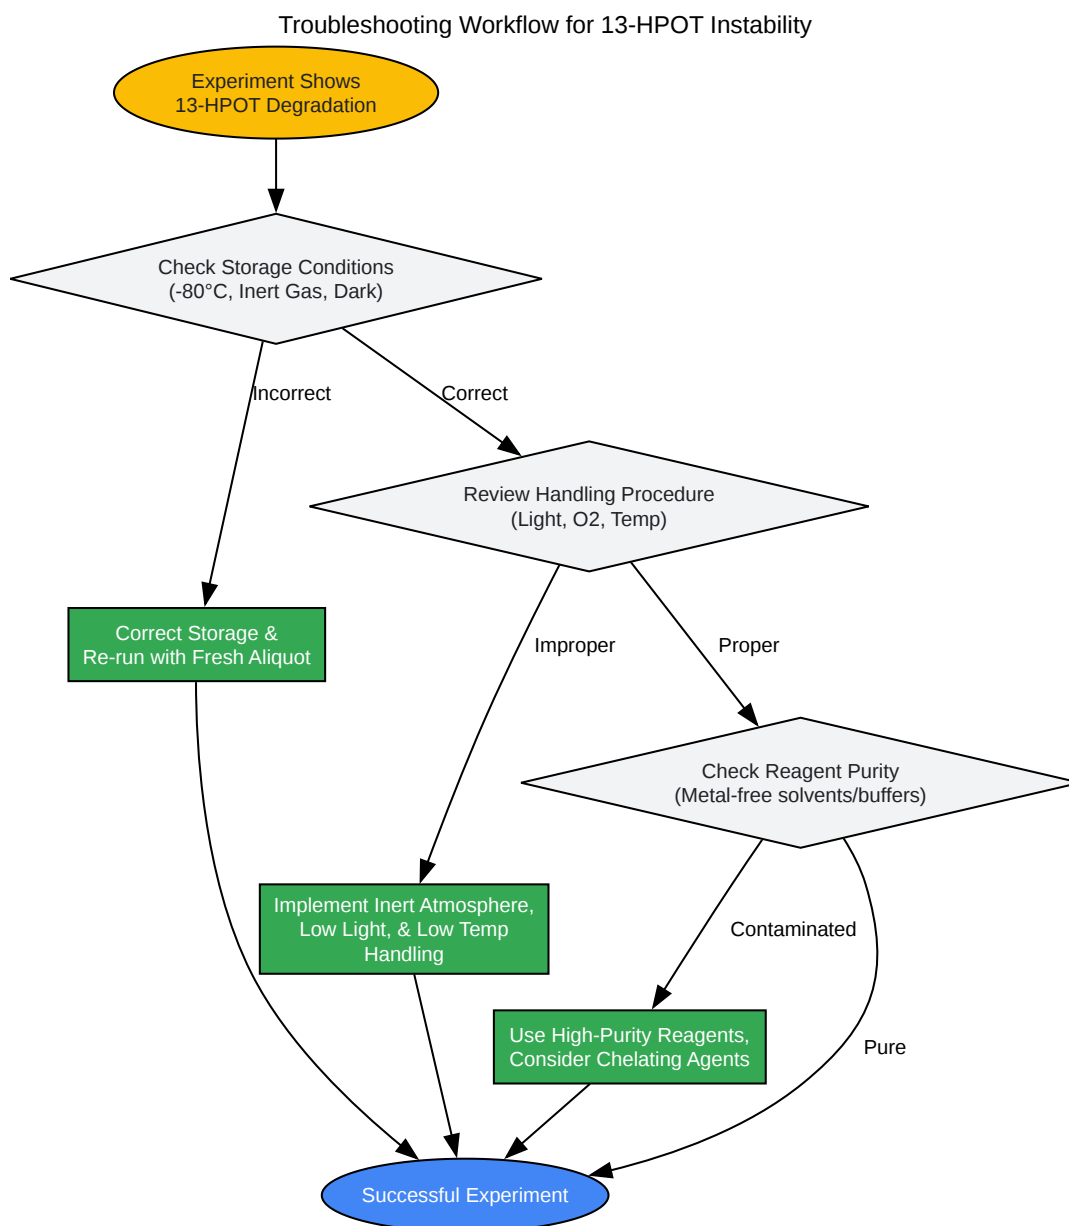 Troubleshooting Workflow for 13-HPOT Instability
Experiment Shows
13-HPOT Degradation
Check Storage Conditions
(-80°C, Inert Gas, Dark)
Incorrect
Correct
Review Handling Procedure
(Light, O2, Temp)
Correct Storage &
Re-run with Fresh Aliquot
Improper
Proper
Check Reagent Purity
(Metal-free solvents/buffers)
Implement Inert Atmosphere,
Low Light, & Low Temp
Handling
Contaminated
Use High-Purity Reagents,
Consider Chelating Agents
Pure
Successful Experiment